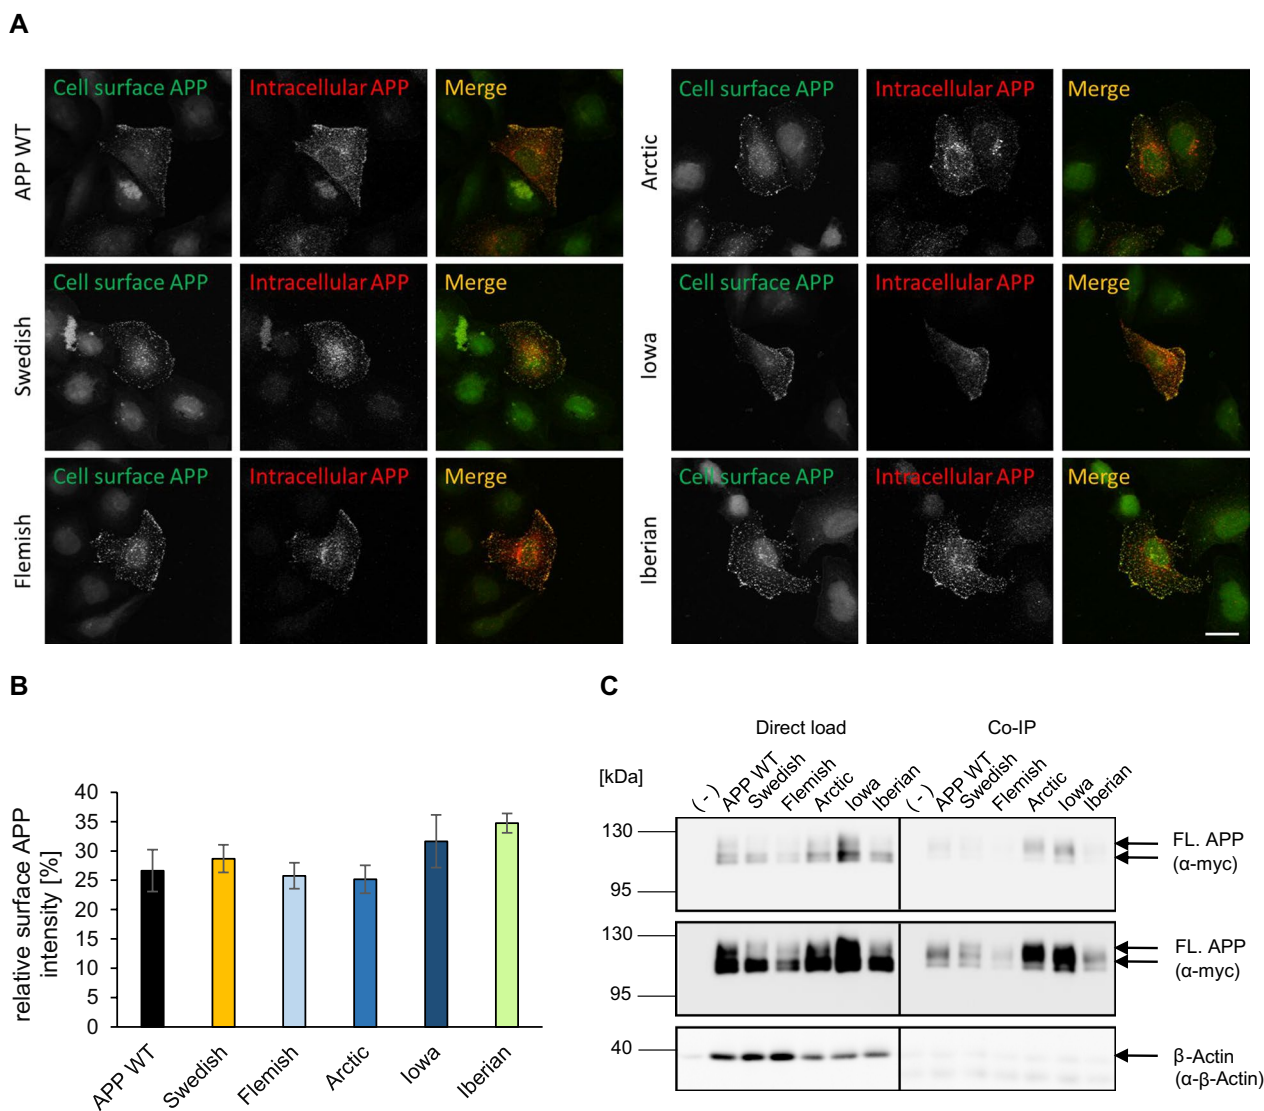 A
Cell surface APP Intracellular APP Merge
APP WT
Cell surface APP Intracellular APP Merge
Arctic
Cell surface APP Intracellular APP Merge
Swedish
Cell surface APP Intracellular APP Merge
Iowa
Cell surface APP Intracellular APP Merge
Flemish
Cell surface APP Intracellular APP Merge
Iberian
B
relative surface APP
intensity [%]
40
35
30
25
20
15
10
5
0
APP WT Swedish Flemish Arctic Iowa Iberian
C
Direct load Co-IP
[kDa]
(-) APP WT Swedish Flemish Arctic Iowa Iberian (-) APP WT Swedish Flemish Arctic Iowa Iberian
130
95
FL. APP
(α-myc)
130
95
FL. APP
(α-myc)
40
β-Actin
(α-β-Actin)